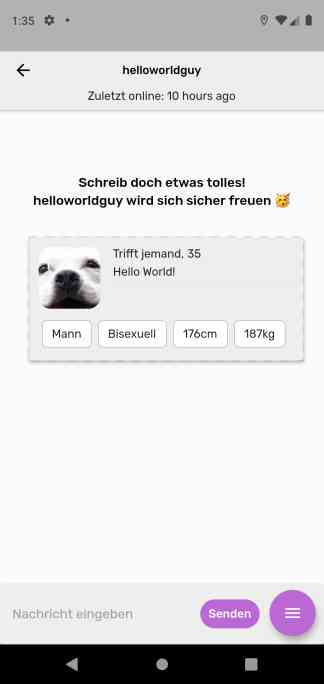 1:35
helloworldguy
Zuletzt online: 10 hours ago
Schreib doch etwas tolles!
helloworldguy wird sich sicher freuen 🥳
Trifft jemand, 35
Hello World!
Mann Bisexuell 176cm 187kg
Nachricht eingeben Senden